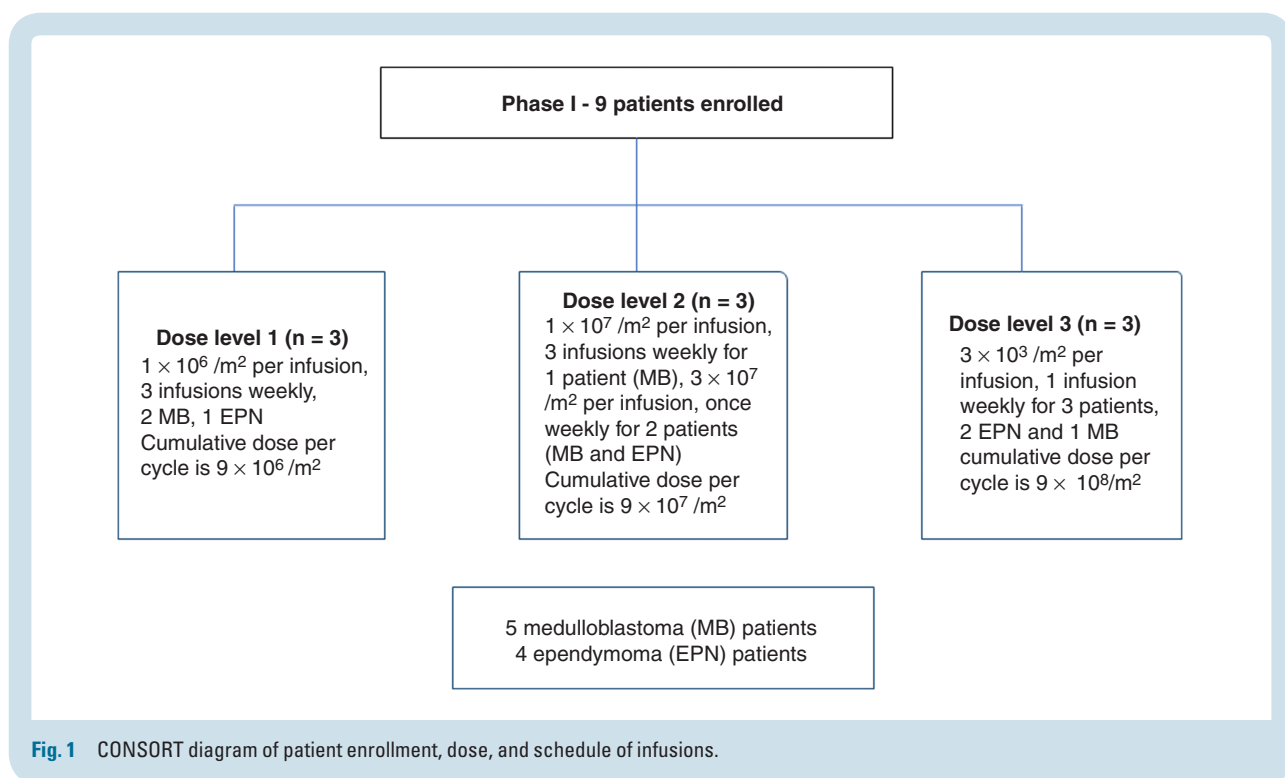 Phase I - 9 patients enrolled
Dose level 1 (n = 3)
1 × 10⁶ /m² per infusion,
3 infusions weekly,
2 MB, 1 EPN
Cumulative dose per
cycle is 9 × 10⁶ /m²
Dose level 2 (n = 3)
1 × 10⁷ /m² per infusion,
3 infusions weekly for
1 patient (MB), 3 × 10⁷
/m² per infusion, once
weekly for 2 patients
(MB and EPN)
Cumulative dose per
cycle is 9 × 10⁷ /m²
Dose level 3 (n = 3)
3 × 10³ /m² per
infusion, 1 infusion
weekly for 3 patients,
2 EPN and 1 MB
cumulative dose per
cycle is 9 × 10⁸/m²
5 medulloblastoma (MB) patients
4 ependymoma (EPN) patients
Fig. 1 CONSORT diagram of patient enrollment, dose, and schedule of infusions.